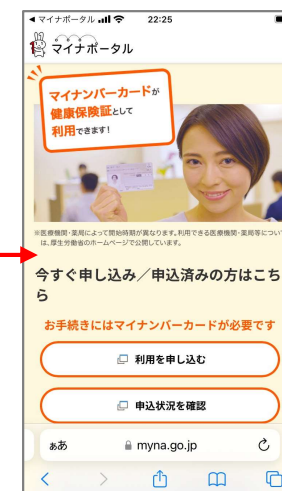 ◀ マイナポータル 22:25
マイナポータル
マイナンバーカードが
健康保険証として
利用できます!
※医療機関・薬局によって開始時期が異なります。利用できる医療機関・薬局等につい
は、厚生労働省のホームページで公開しています。
今すぐ申し込み／申込済みの方はこち
ら
お手続きにはマイナンバーカードが必要です
利用を申し込む
申込状況を確認
ぁあ myna.go.jp